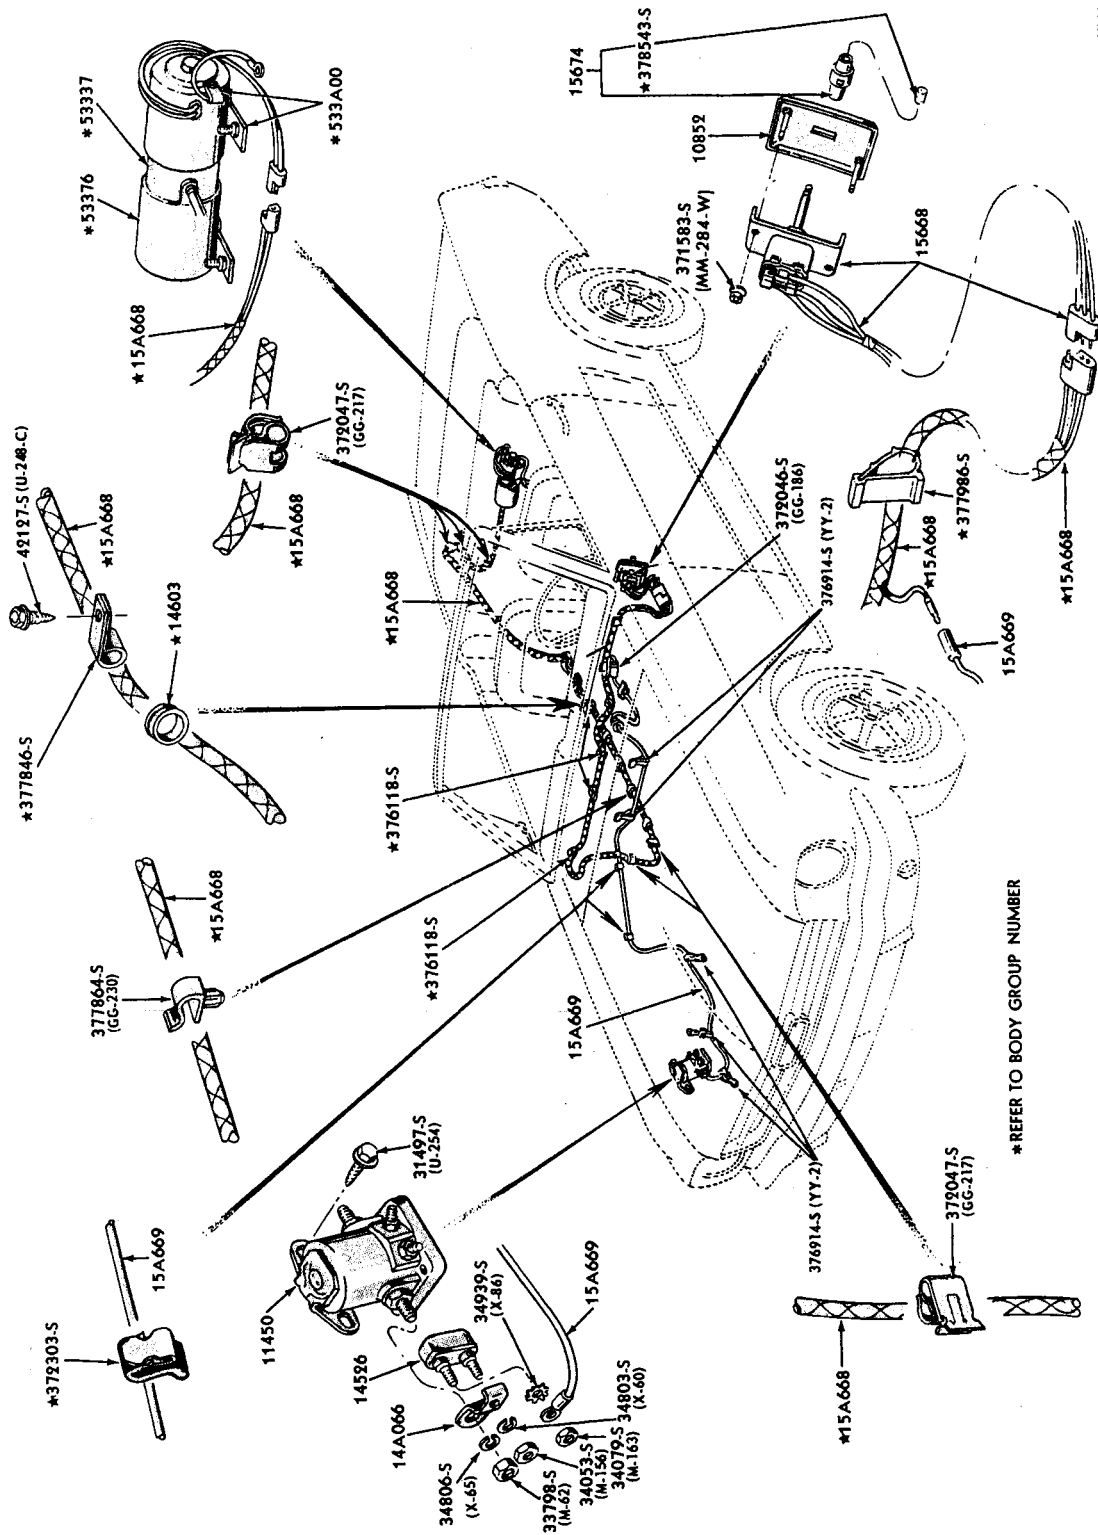 *53376
*53337
*533A00
★15A668
42127-S (U-248-C)
★15A668
★14603
★377846-S
372047-S
(GG-217)
★15A668
★15A668
★376118-S
★376118-S
377864-S
(GG-230)
★15A668
★372303-S
15A669
11450
31497-S
(U-254)
14526
14A066
34939-S
(X-86)
15A669
34806-S
(X-65)
33798-S
(M-62)
34053-S
(M-156)
34079-S
(M-163)
34803-S
(X-60)
15A669
376914-S (YY-2)
★15A668
372047-S
(GG-217)
15674
★378543-S
10852
371583-S
[MM-284-W]
15668
372046-S
(GG-186)
376914-S (YY-2)
★377986-S
★15A668
15A669
★15A668
*REFER TO BODY GROUP NUMBER